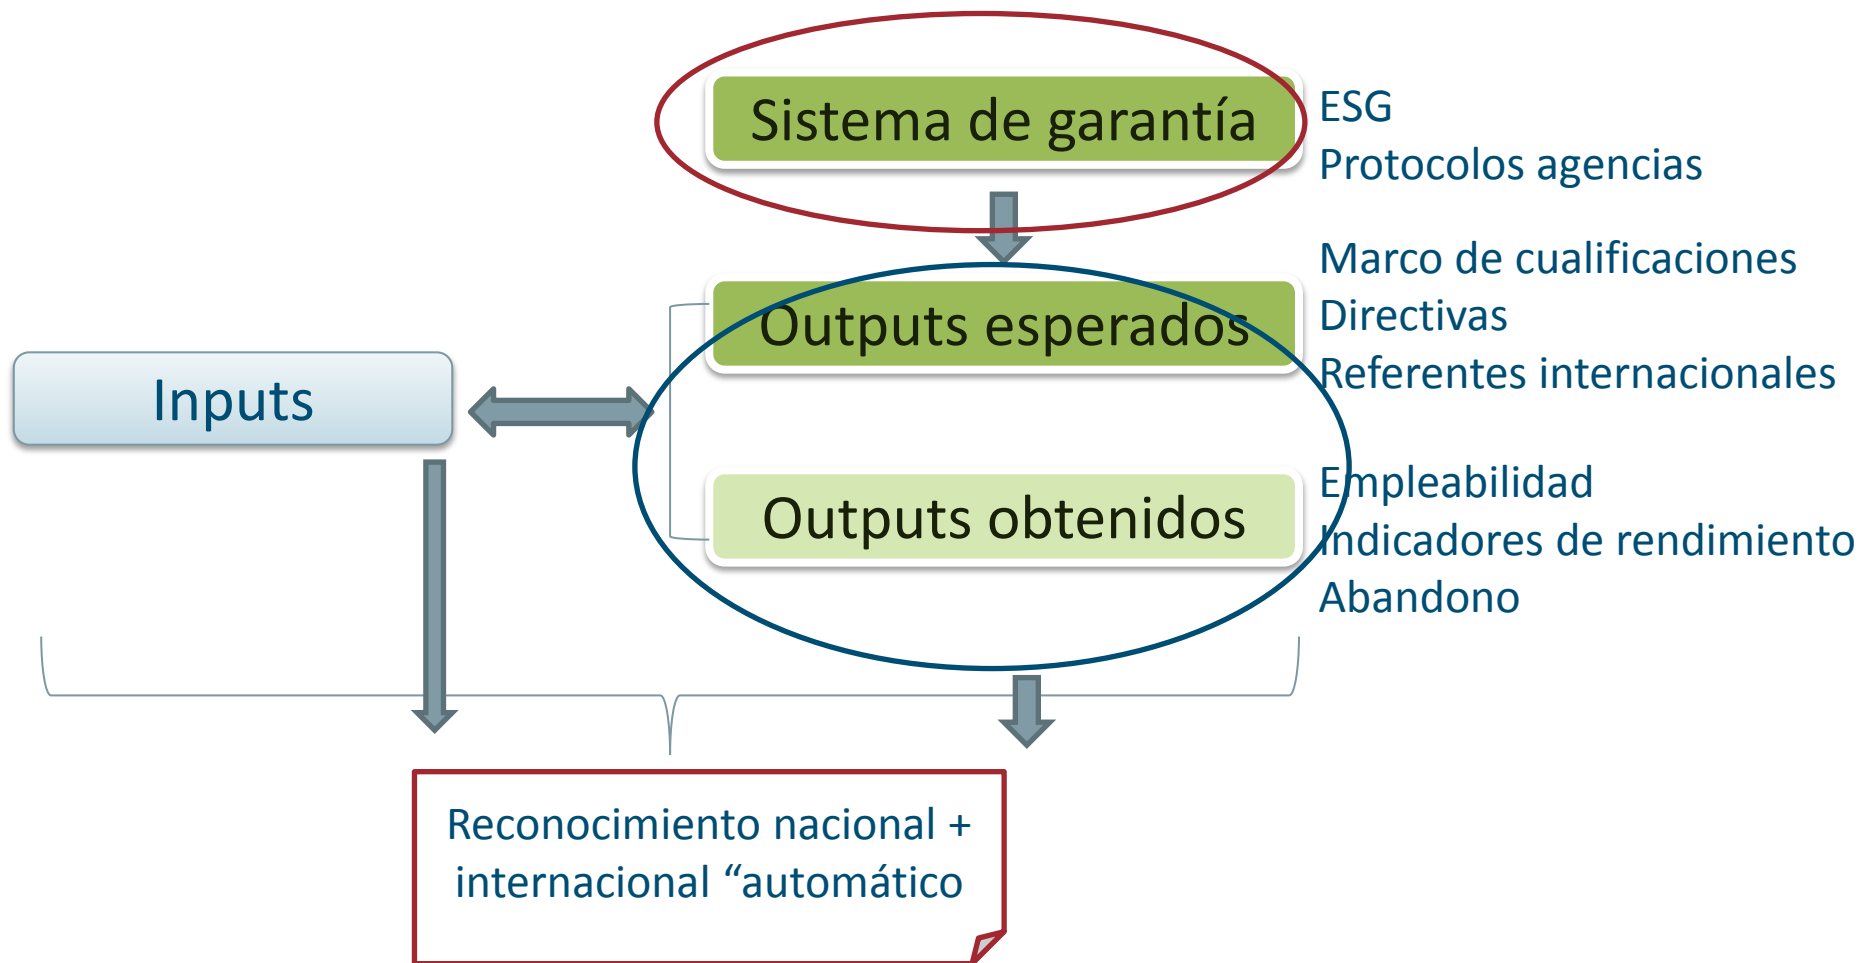 Sistema de garantía
ESG
Protocolos agencias
Outputs esperados
Marco de cualificaciones
Directivas
Referentes internacionales
Inputs
Outputs obtenidos
Empleabilidad
Indicadores de rendimiento
Abandono
Reconocimiento nacional +
internacional “automático